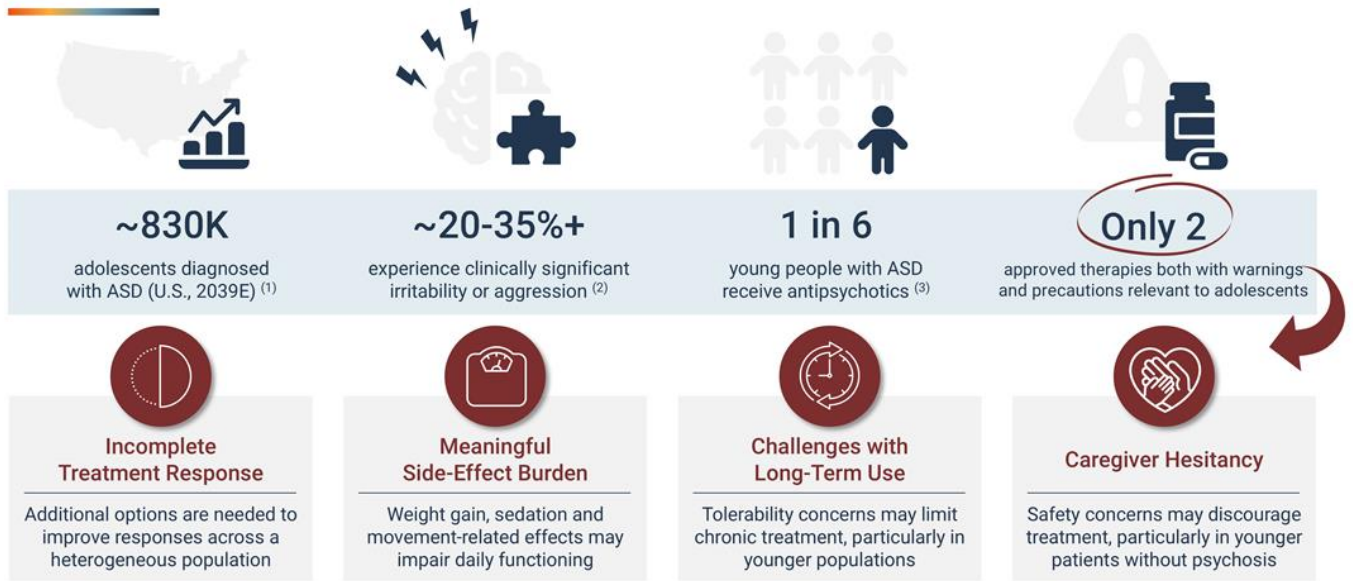 ~830K
adolescents diagnosed
with ASD (U.S., 2039E) (1)
~20-35%+
experience clinically significant
irritability or aggression (2)
1 in 6
young people with ASD
receive antipsychotics (3)
Only 2
approved therapies both with warnings
and precautions relevant to adolescents
Incomplete
Treatment Response
Additional options are needed to
improve responses across a
heterogeneous population
Meaningful
Side-Effect Burden
Weight gain, sedation and
movement-related effects may
impair daily functioning
Challenges with
Long-Term Use
Tolerability concerns may limit
chronic treatment, particularly in
younger populations
Caregiver Hesitancy
Safety concerns may discourage
treatment, particularly in younger
patients without psychosis